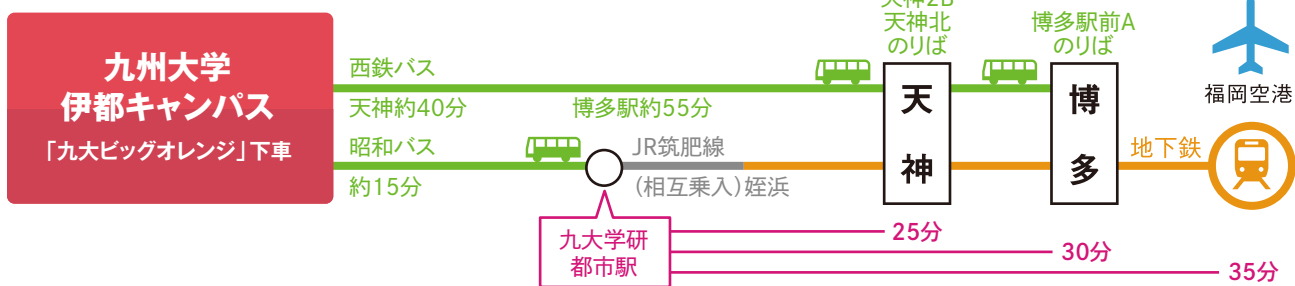 九州大学
伊都キャンパス
「九大ビッグオレンジ」下車
西鉄バス
天神約40分
博多駅約55分
昭和バス
約15分
JR筑肥線
(相互乗入)姪浜
天神2B
天神北
のりば
博多駅前A
のりば
天神
博多
福岡空港
地下鉄
九大学研
都市駅
25分
30分
35分